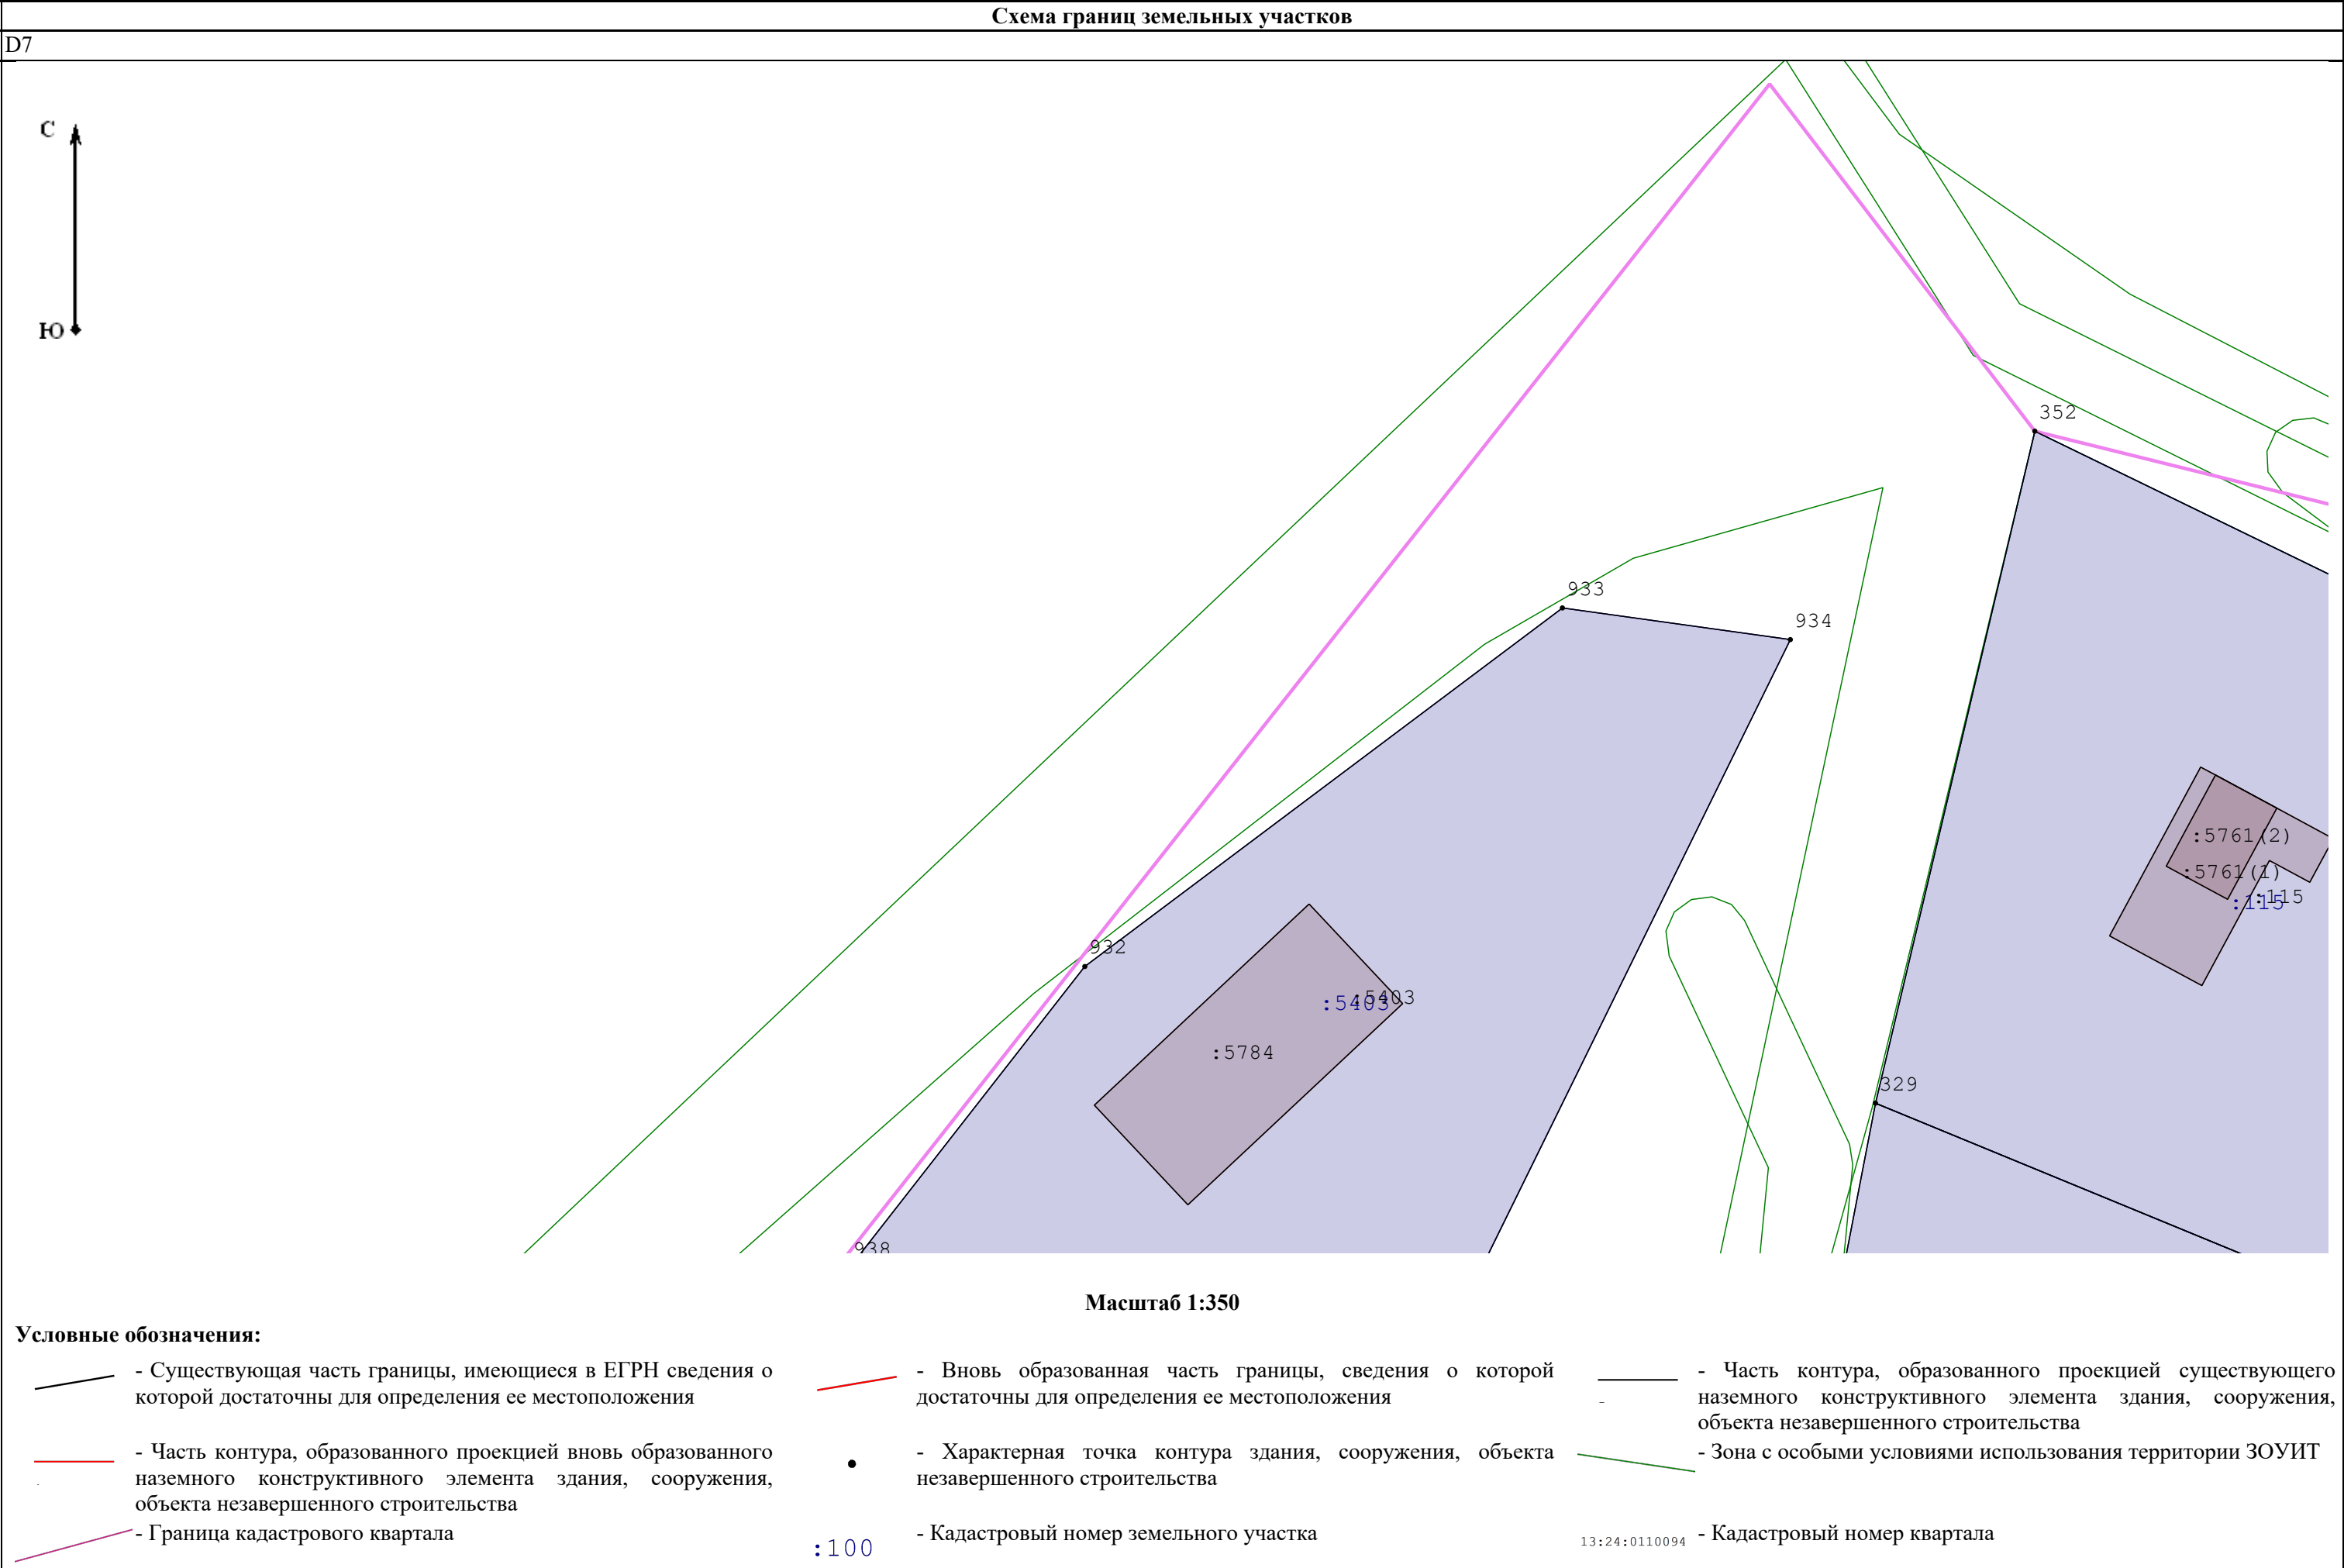 Схема границ земельных участков
D7
С
Ю
352
933
934
:5761(2)
:5761(1)
:115
:115
932
:5403
:5403
:5784
329
938
Масштаб 1:350
Условные обозначения:
- Существующая часть границы, имеющиеся в ЕГРН сведения о
которой достаточны для определения ее местоположения
- Вновь образованная часть границы, сведения о которой
достаточны для определения ее местоположения
- Часть контура, образованного проекцией существующего
наземного конструктивного элемента здания, сооружения,
объекта незавершенного строительства
- Часть контура, образованного проекцией вновь образованного
наземного конструктивного элемента здания, сооружения,
объекта незавершенного строительства
- Характерная точка контура здания, сооружения, объекта
незавершенного строительства
- Зона с особыми условиями использования территории ЗОУИТ
- Граница кадастрового квартала
:100
- Кадастровый номер земельного участка
13:24:0110094
- Кадастровый номер квартала